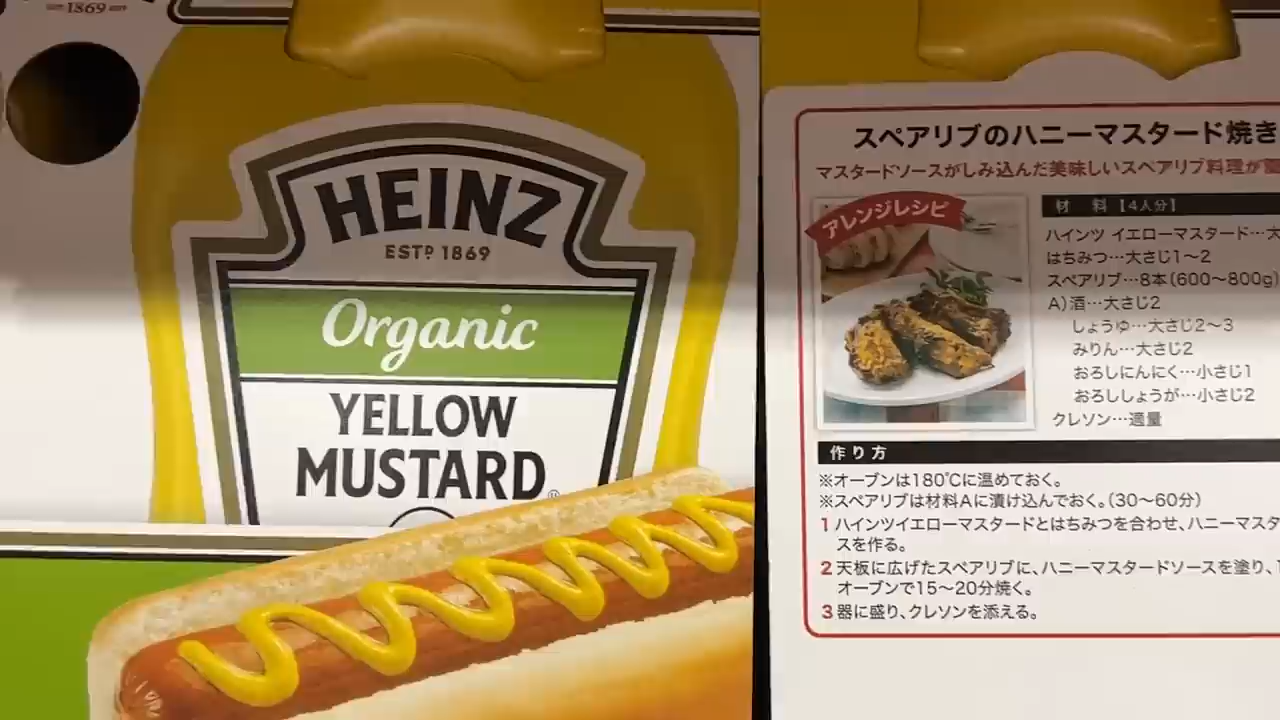 1869
HEINZ
ESTD 1869
Organic
YELLOW
MUSTARD
スペアリブのハニーマスタード焼き
マスタードソースがしみ込んだ美味しいスペアリブ料理が
アレンジレシピ
材 料【4人分】
ハインツ イエローマスタード…大
はちみつ…大さじ1〜2
スペアリブ…8本(600〜800g)
A)酒…大さじ2
しょうゆ…大さじ2〜3
みりん…大さじ2
おろしにんにく…小さじ1
おろししょうが…小さじ2
クレソン…適量
作り方
※オーブンは180℃に温めておく。
※スペアリブは材料Aに漬け込んでおく。(30〜60分)
1 ハインツイエローマスタードとはちみつを合わせ、ハニーマスタ
スを作る。
2 天板に広げたスペアリブに、ハニーマスタードソースを塗り、1
オーブンで15〜20分焼く。
3 器に盛り、クレソンを添える。